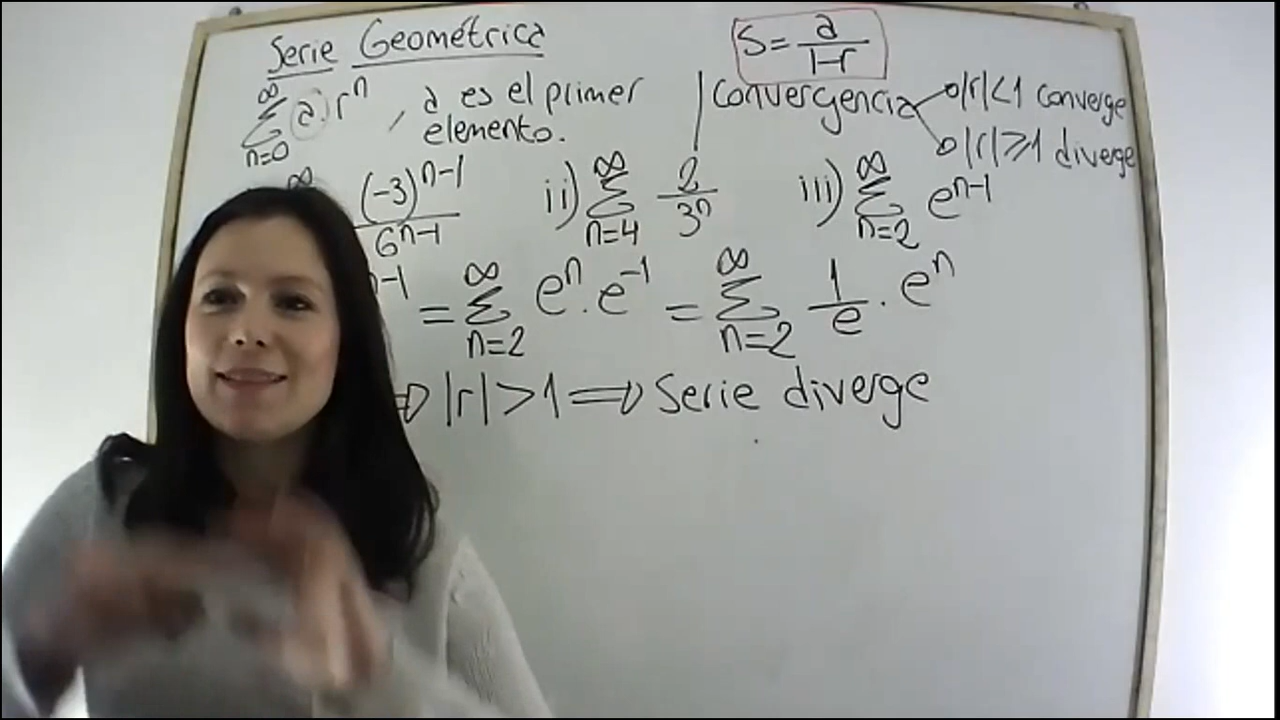 Serie Geométrica
S = a/(1-r)
∞ Σ n=0 a·rⁿ , a es el primer elemento.
| Convergencia |r|<1 converge
|r|≥1 diverge
∞ (-3)ⁿ⁻¹/6ⁿ⁻¹ ii) ∞ Σ n=4 2/3ⁿ iii) ∞ Σ n=2 eⁿ⁻¹
n-1 = ∞ Σ n=2 eⁿ·e⁻¹ = ∞ Σ n=2 1/e · eⁿ
⇒ |r|>1 ⇒ Serie diverge